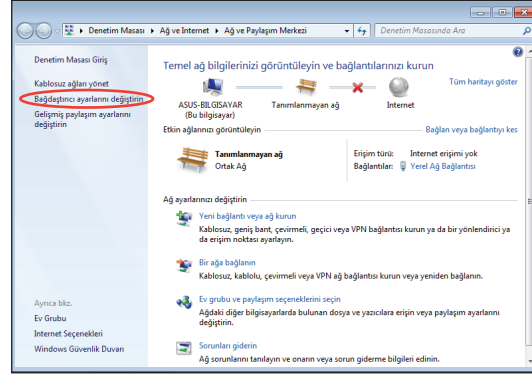 Denetim Masası ▸ Ağ ve Internet ▸ Ağ ve Paylaşım Merkezi
Denetim Masasında Ara
Denetim Masası Giriş
Kablosuz ağları yönet
Bağdaştırıcı ayarlarını değiştirin
Gelişmiş paylaşım ayarlarını
değiştirin
Temel ağ bilgilerinizi görüntüleyin ve bağlantılarınızı kurun
Tüm haritayı göster
ASUS-BILGISAYAR
(Bu bilgisayar)
Tanımlanmayan ağ
Internet
Etkin ağlarınızı görüntüleyin
Bağlan veya bağlantıyı kes
Tanımlanmayan ağ
Ortak Ağ
Erişim türü: Internet erişimi yok
Bağlantılar: Yerel Ağ Bağlantısı
Ağ ayarlarınızı değiştirin
Yeni bağlantı veya ağ kurun
Kablosuz, geniş bant, çevirmeli, geçici veya VPN bağlantısı kurun ya da bir yönlendirici ya
da erişim noktası ayarlayın.
Bir ağa bağlanın
Kablosuz, kablolu, çevirmeli veya VPN ağ bağlantısı kurun veya yeniden bağlanın.
Ev grubu ve paylaşım seçeneklerini seçin
Ağdaki diğer bilgisayarlarda bulunan dosya ve yazıcılara erişin veya paylaşım ayarlarını
değiştirin.
Sorunları giderin
Ağ sorunlarını tanılayın ve onarın veya sorun giderme bilgileri edinin.
Ayrıca bkz.
Ev Grubu
Internet Seçenekleri
Windows Güvenlik Duvarı